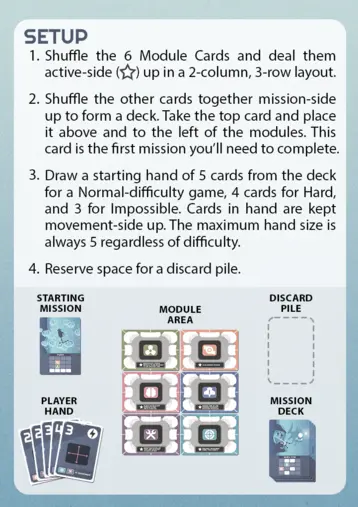 SETUP
1. Shuffle the 6 Module Cards and deal them
active-side (☆) up in a 2-column, 3-row layout.
2. Shuffle the other cards together mission-side
up to form a deck. Take the top card and place
it above and to the left of the modules. This
card is the first mission you'll need to complete.
3. Draw a starting hand of 5 cards from the deck
for a Normal-difficulty game, 4 cards for Hard,
and 3 for Impossible. Cards in hand are kept
movement-side up. The maximum hand size is
always 5 regardless of difficulty.
4. Reserve space for a discard pile.
STARTING
MISSION
MODULE
AREA
DISCARD
PILE
PLAYER
HAND
MISSION
DECK
2 2 3 4 3